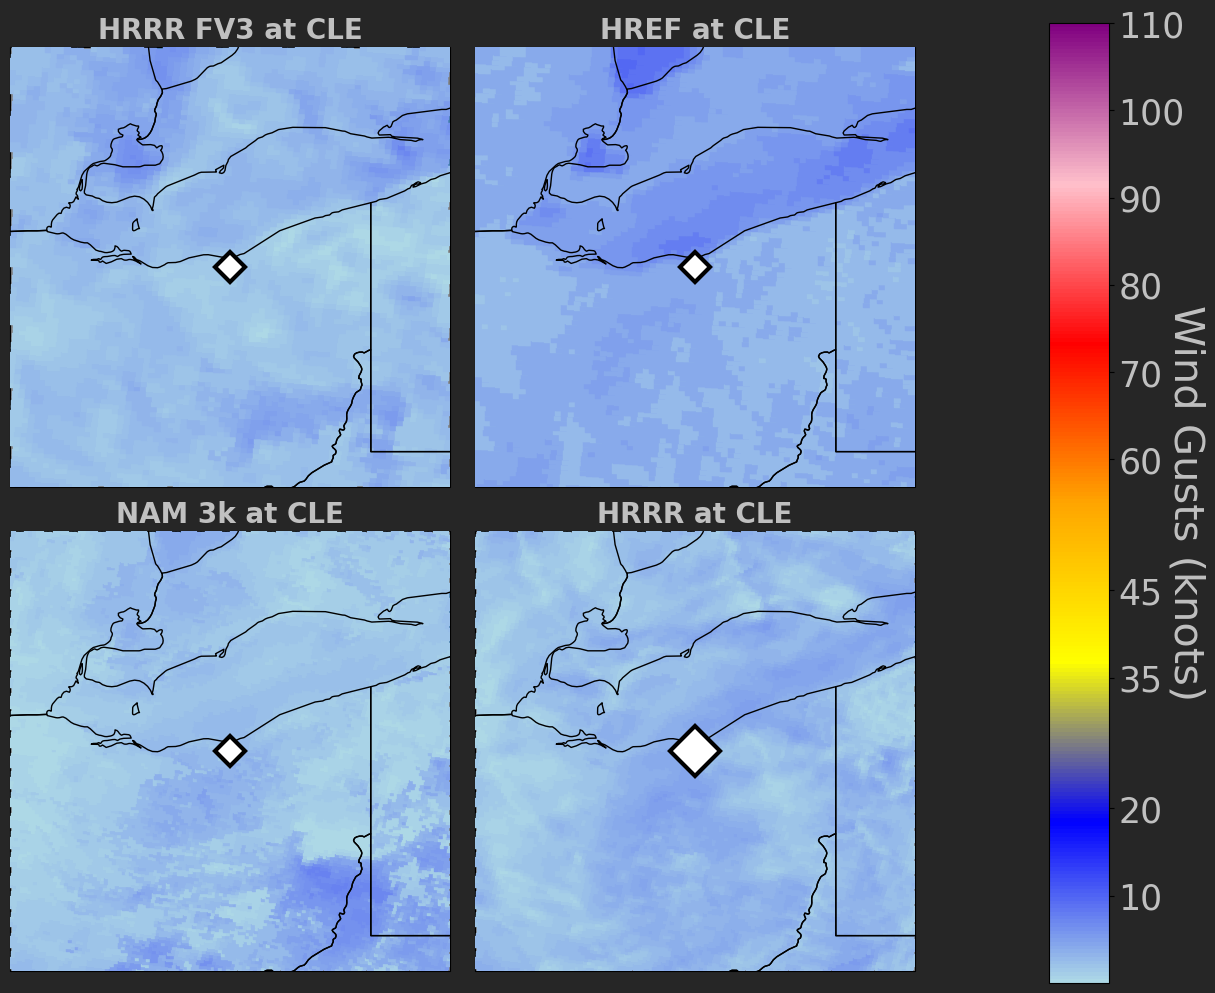 HRRR FV3 at CLE
HREF at CLE
NAM 3k at CLE
HRRR at CLE
110
100
90
80
70
60
45
35
20
10
Wind Gusts (knots)